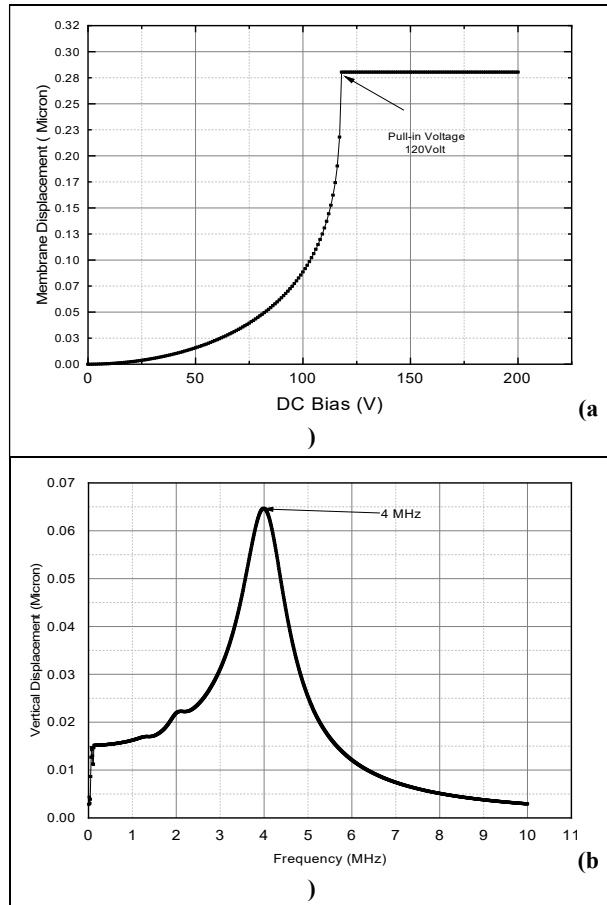 0.32
0.30
0.28
0.25
0.23
0.20
0.17
0.15
0.13
0.10
0.07
0.05
0.03
0.00
Membrane Displacement ( Micron)
Pull-in Voltage
120Volt
0 50 100 150 200
DC Bias (V)
(a
)
0.07
0.06
0.05
0.04
0.03
0.02
0.01
0.00
Vertical Displacement (Micron)
4 MHz
0 1 2 3 4 5 6 7 8 9 10 11
Frequency (MHz)
(b
)